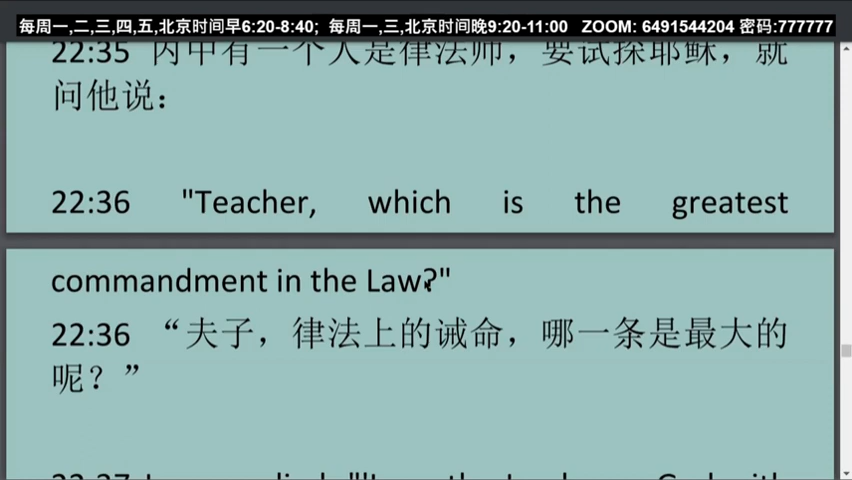 每周一,二,三,四,五,北京时间早6:20-8:40; 每周一,三,北京时间晚9:20-11:00 ZOOM: 6491544204 密码:777777
22:35 内中有一个人是律法师，要试探耶稣，就
问他说：
22:36 "Teacher, which is the greatest
commandment in the Law?"
22:36 “夫子，律法上的诫命，哪一条是最大的
呢？”